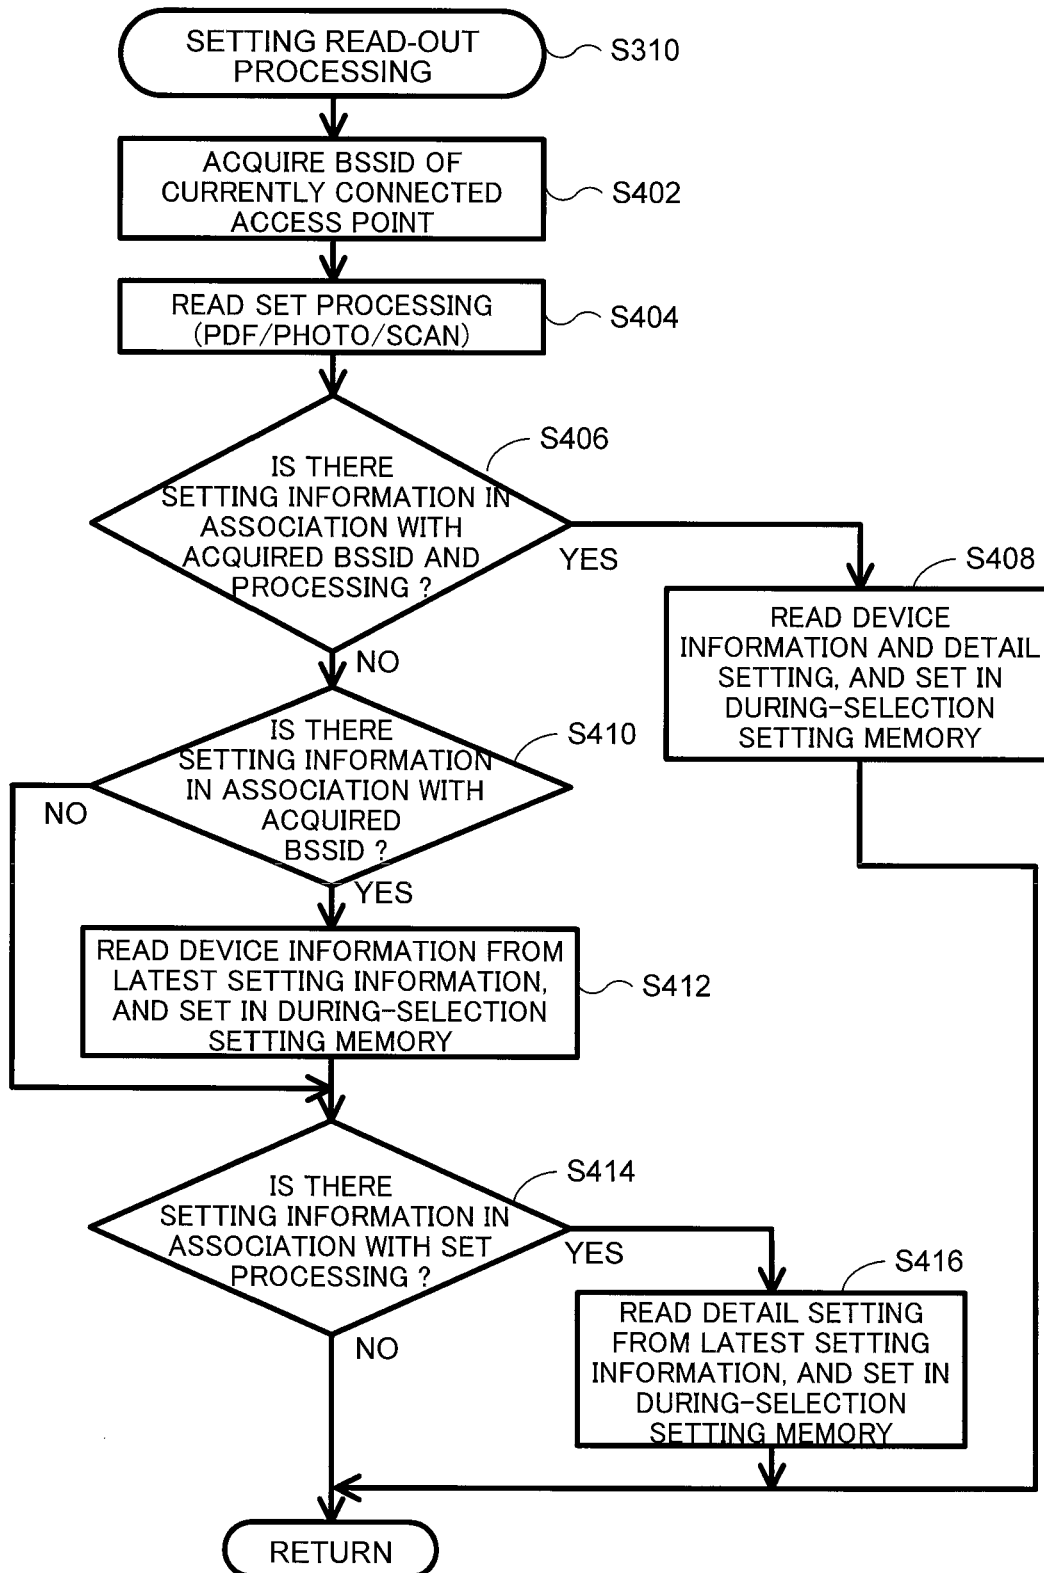 SETTING READ-OUT
PROCESSING
S310
ACQUIRE BSSID OF
CURRENTLY CONNECTED
ACCESS POINT
S402
READ SET PROCESSING
(PDF/PHOTO/SCAN)
S404
S406
IS THERE
SETTING INFORMATION IN
ASSOCIATION WITH
ACQUIRED BSSID AND
PROCESSING ?
YES
NO
S408
READ DEVICE
INFORMATION AND DETAIL
SETTING, AND SET IN
DURING-SELECTION
SETTING MEMORY
S410
IS THERE
SETTING INFORMATION
IN ASSOCIATION WITH
ACQUIRED
BSSID ?
NO
YES
READ DEVICE INFORMATION FROM
LATEST SETTING INFORMATION,
AND SET IN DURING-SELECTION
SETTING MEMORY
S412
S414
IS THERE
SETTING INFORMATION IN
ASSOCIATION WITH SET
PROCESSING ?
YES
NO
S416
READ DETAIL SETTING
FROM LATEST SETTING
INFORMATION, AND SET IN
DURING-SELECTION
SETTING MEMORY
RETURN